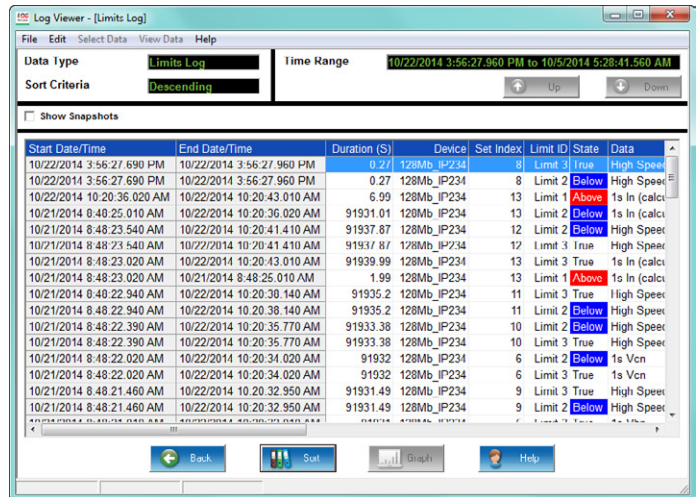 Log Viewer - [Limits Log]
File Edit Select Data View Data Help
Data Type Limits Log Time Range 10/22/2014 3:56:27.960 PM to 10/5/2014 5:28:41.560 AM
Sort Criteria Descending Up Down
Show Snapshots
Start Date/Time End Date/Time Duration (S) Device Set Index Limit ID State Data
10/22/2014 3:56:27.690 PM 10/22/2014 3:56:27.960 PM 0.27 128Mb_IP234 8 Limit 3 True High Speed
10/22/2014 3:56:27.690 PM 10/22/2014 3:56:27.960 PM 0.27 128Mb_IP234 8 Limit 2 Below High Speed
10/22/2014 10:20:36.020 AM 10/22/2014 10:20:43.010 AM 6.99 128Mb_IP234 13 Limit 1 Above 1s In (calcu
10/21/2014 8:48:25.010 AM 10/22/2014 10:20:36.020 AM 91931.01 128Mb_IP234 13 Limit 2 Below 1s In (calcu
10/21/2014 8:48:23.540 AM 10/22/2014 10:20:41.410 AM 91937.87 128Mb_IP234 12 Limit 2 Below High Speed
10/21/2014 8:48:23.540 AM 10/22/2014 10:20:41.410 AM 91937.87 128Mb_IP234 12 Limit 3 True High Speed
10/21/2014 8:48:23.020 AM 10/22/2014 10:20:43.010 AM 91939.99 128Mb_IP234 13 Limit 3 True 1s In (calcu
10/21/2014 8:48:23.020 AM 10/21/2014 8:48:25.010 AM 1.99 128Mb_IP234 13 Limit 1 Above 1s In (calcu
10/21/2014 8:48:22.940 AM 10/22/2014 10:20:38.140 AM 91935.2 128Mb_IP234 11 Limit 3 True High Speed
10/21/2014 8:48:22.940 AM 10/22/2014 10:20:38.140 AM 91935.2 128Mb_IP234 11 Limit 2 Below High Speed
10/21/2014 8:48:22.390 AM 10/22/2014 10:20:35.770 AM 91933.38 128Mb_IP234 10 Limit 2 Below High Speed
10/21/2014 8:48:22.390 AM 10/22/2014 10:20:35.770 AM 91933.38 128Mb_IP234 10 Limit 3 True High Speed
10/21/2014 8:48:22.020 AM 10/22/2014 10:20:34.020 AM 91932 128Mb_IP234 6 Limit 2 Below 1s Vcn
10/21/2014 8:48:22.020 AM 10/22/2014 10:20:34.020 AM 91932 128Mb_IP234 6 Limit 3 True 1s Vcn
10/21/2014 8:48:21.460 AM 10/22/2014 10:20:32.950 AM 91931.49 128Mb_IP234 9 Limit 3 True High Speed
10/21/2014 8:48:21.460 AM 10/22/2014 10:20:32.950 AM 91931.49 128Mb_IP234 9 Limit 2 Below High Speed
Back Sort Graph Help